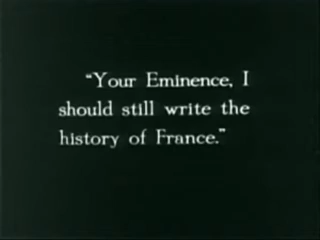 "Your Eminence, I
should still write the
history of France."